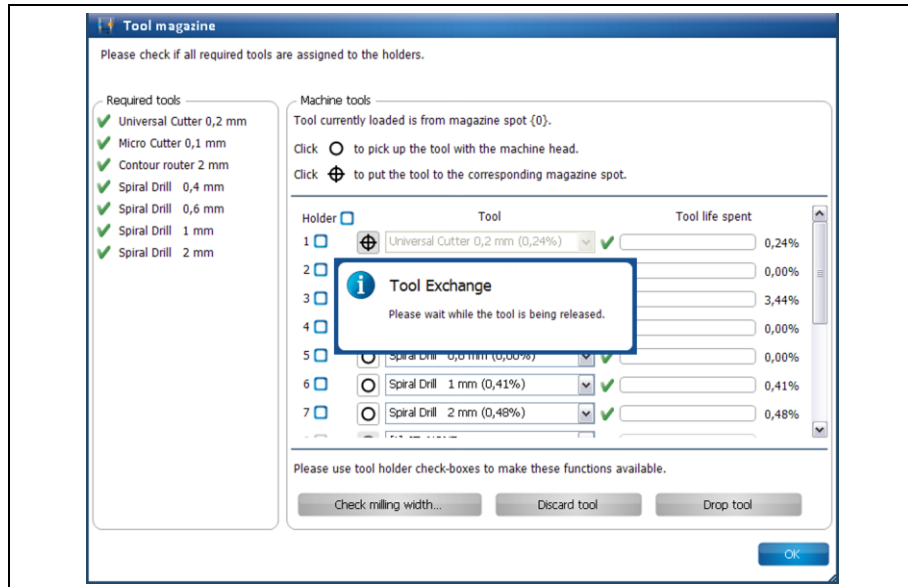 Tool magazine
Please check if all required tools are assigned to the holders.
Required tools
Universal Cutter 0,2 mm
Micro Cutter 0,1 mm
Contour router 2 mm
Spiral Drill 0,4 mm
Spiral Drill 0,6 mm
Spiral Drill 1 mm
Spiral Drill 2 mm
Machine tools
Tool currently loaded is from magazine spot {0}.
Click to pick up the tool with the machine head.
Click to put the tool to the corresponding magazine spot.
Holder Tool Tool life spent
1 Universal Cutter 0,2 mm (0,24%) 0,24%
2 0,00%
3 3,44%
4 0,00%
5 Spiral Drill 0,6 mm (0,00%) 0,00%
6 Spiral Drill 1 mm (0,41%) 0,41%
7 Spiral Drill 2 mm (0,48%) 0,48%
Tool Exchange
Please wait while the tool is being released.
Please use tool holder check-boxes to make these functions available.
Check milling width... Discard tool Drop tool
OK